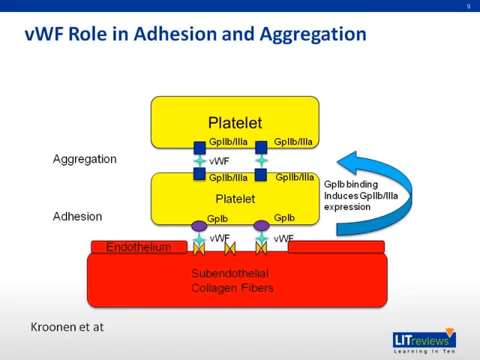 9
vWF Role in Adhesion and Aggregation
Platelet
GpIIb/IIIa
GpIIb/IIIa
Aggregation
vWF
GpIIb/IIIa
GpIIb/IIIa
Platelet
GpIb binding
Induces GpIIb/IIIa
expression
Adhesion
GpIb
GpIb
vWF
vWF
Endothelium
Subendothelial
Collagen Fibers
Kroonen et at
LITreviews
Learning In Ten